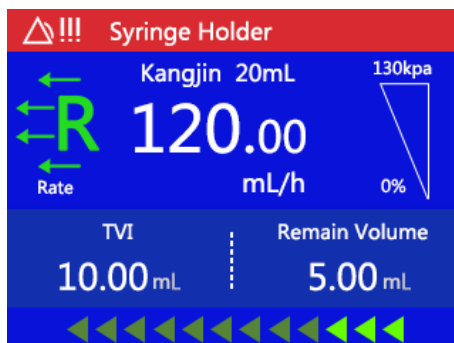 !!! Syringe Holder
Kangjin 20mL
130kpa
R
120.00
mL/h
Rate
0%
TVI
Remain Volume
10.00 mL
5.00 mL